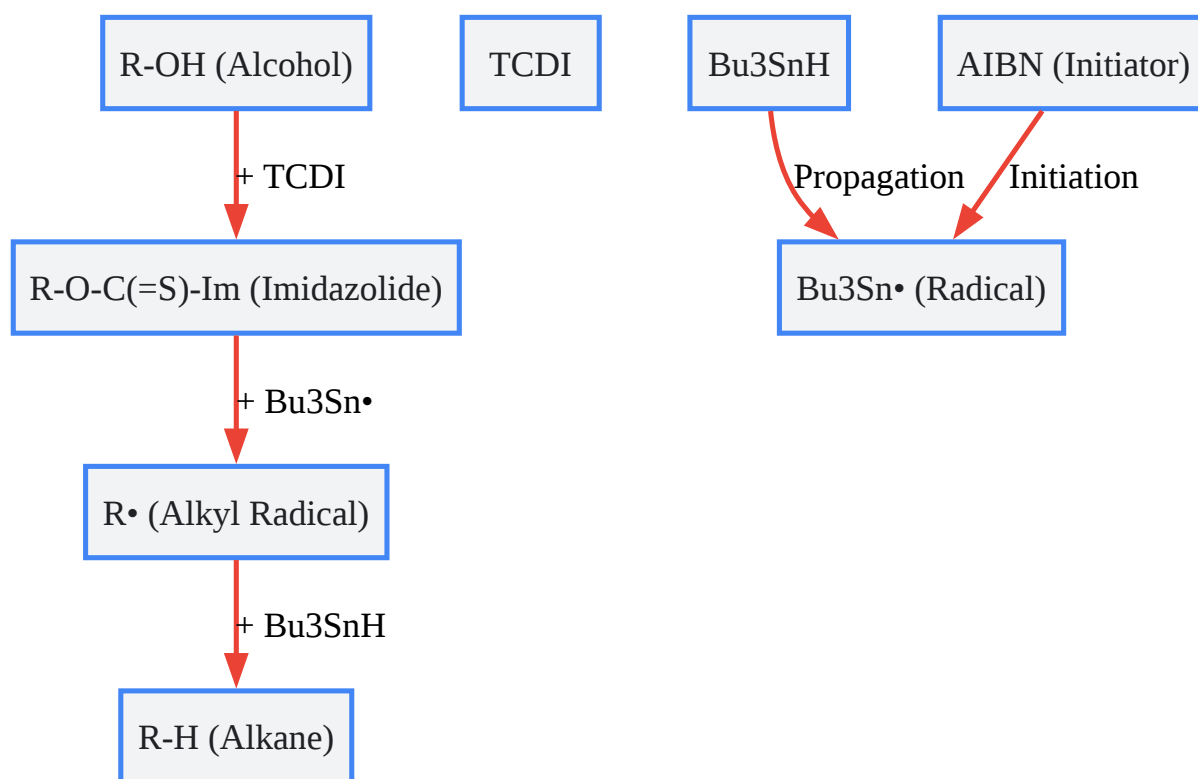 R-OH (Alcohol)
TCDI
Bu3SnH
AIBN (Initiator)
+ TCDI
Propagation
Initiation
R-O-C(=S)-Im (Imidazolide)
Bu3Sn• (Radical)
+ Bu3Sn•
R• (Alkyl Radical)
+ Bu3SnH
R-H (Alkane)